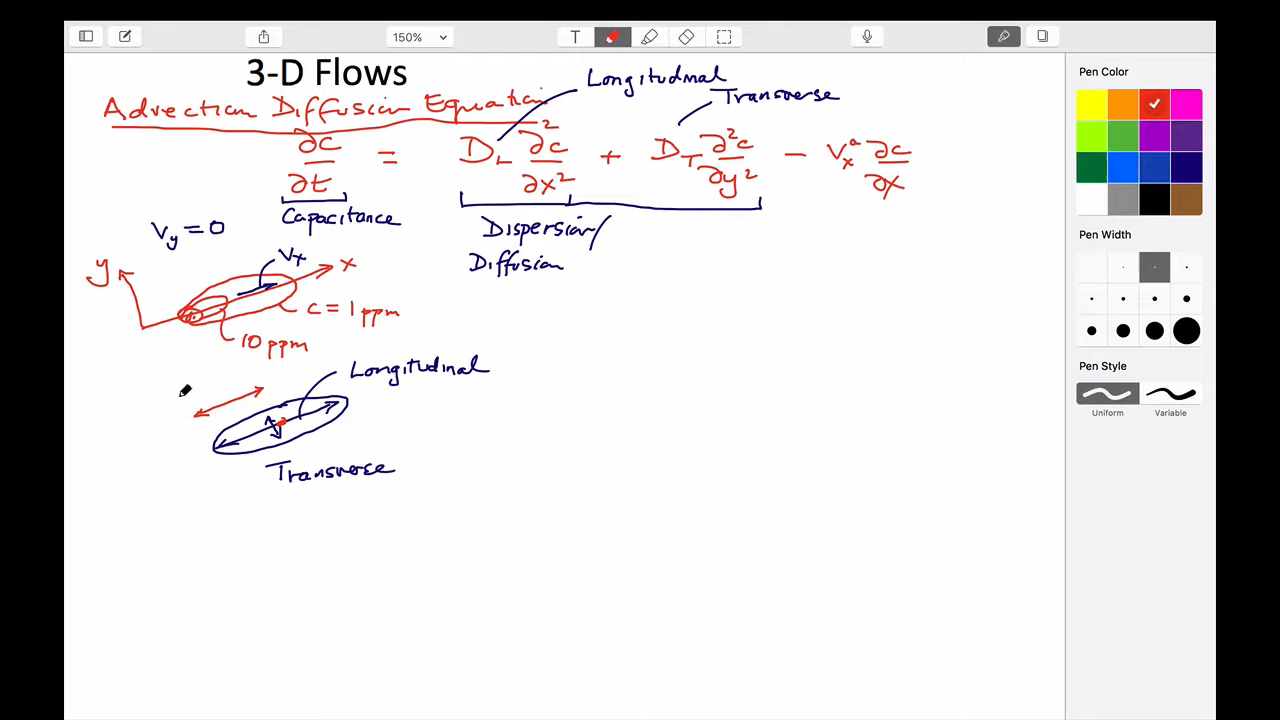 150%
T
3-D Flows
Longitudinal
Transverse
Advection Diffusion Equation
∂c/∂t = D_L ∂²c/∂x² + D_T ∂²c/∂y² − v_x^a ∂c/∂x
Capacitance
Dispersion/
Diffusion
v_y = 0
v_x
y
x
c = 1 ppm
10 ppm
Longitudinal
Transverse
Pen Color
Pen Width
Pen Style
Uniform
Variable